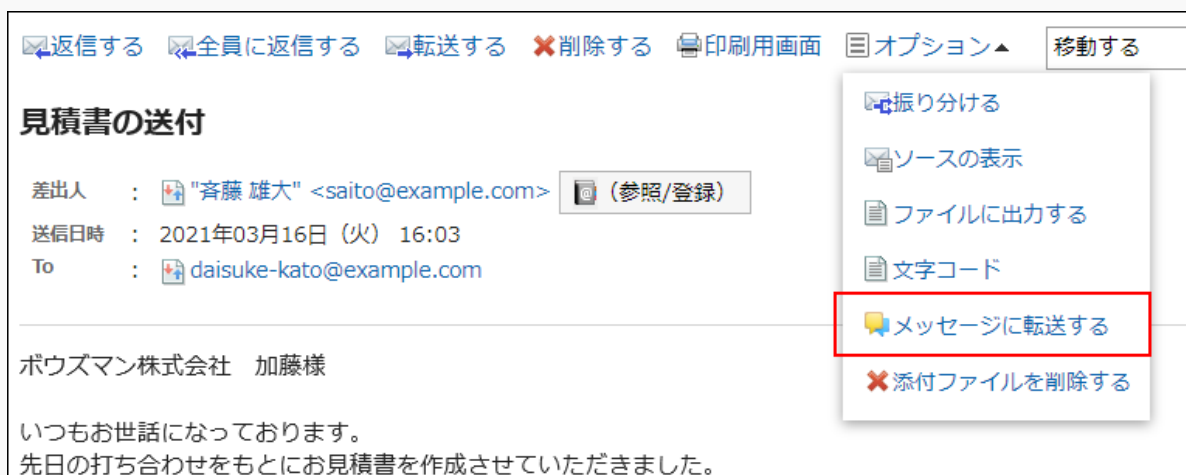 返信する 全員に返信する 転送する 削除する 印刷用画面 オプション▲ 移動する
振り分ける
ソースの表示
ファイルに出力する
文字コード
メッセージに転送する
添付ファイルを削除する
見積書の送付
差出人 : "斉藤 雄大" <saito@example.com> (参照/登録)
送信日時 : 2021年03月16日（火） 16:03
To : daisuke-kato@example.com
ボウズマン株式会社　加藤様
いつもお世話になっております。
先日の打ち合わせをもとにお見積書を作成させていただきました。